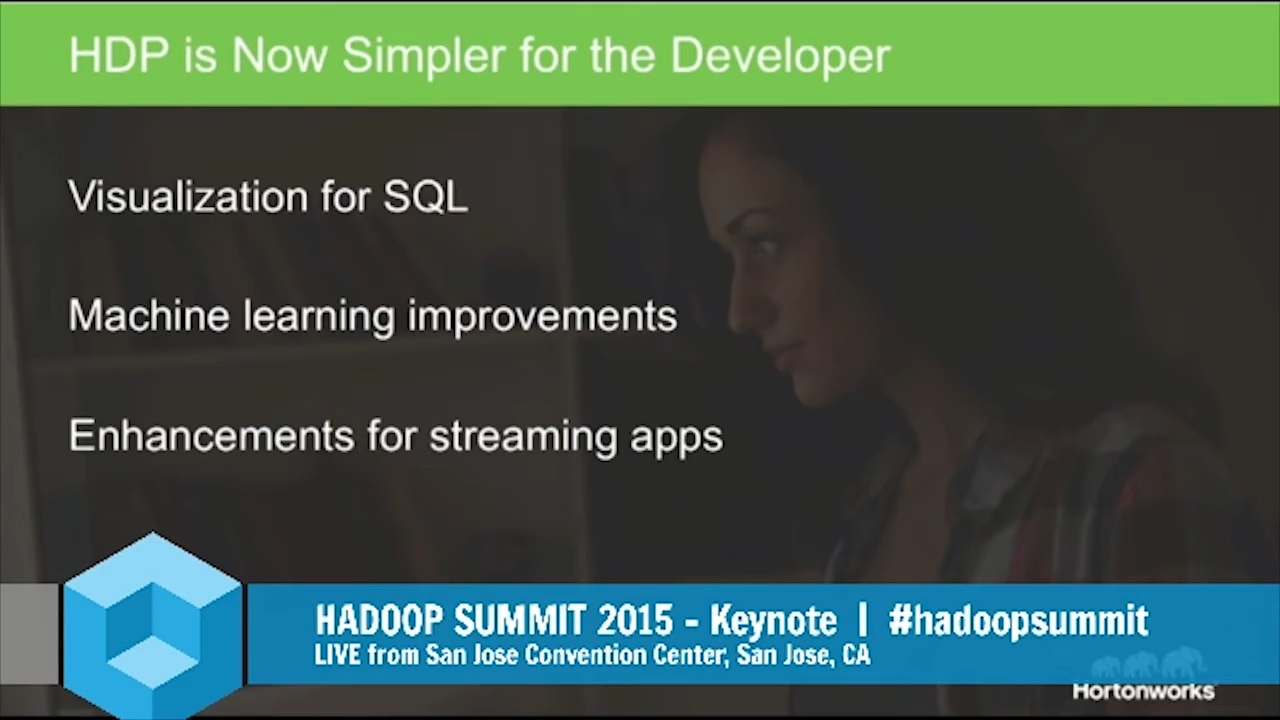 HDP is Now Simpler for the Developer
Visualization for SQL
Machine learning improvements
Enhancements for streaming apps
HADOOP SUMMIT 2015 - Keynote | #hadoopsummit
LIVE from San Jose Convention Center, San Jose, CA
Hortonworks